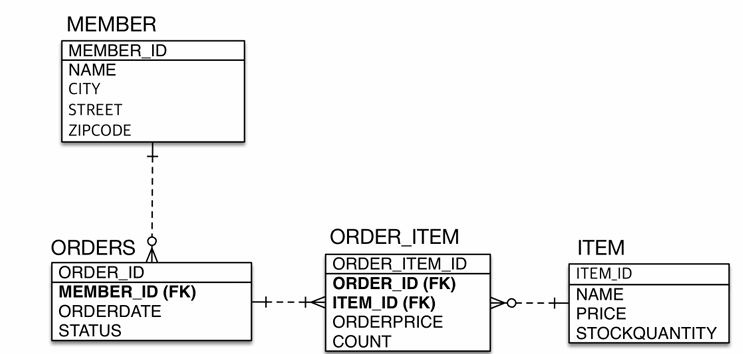 MEMBER
MEMBER_ID
NAME
CITY
STREET
ZIPCODE
ORDERS
ORDER_ID
MEMBER_ID (FK)
ORDERDATE
STATUS
ORDER_ITEM
ORDER_ITEM_ID
ORDER_ID (FK)
ITEM_ID (FK)
ORDERPRICE
COUNT
ITEM
ITEM_ID
NAME
PRICE
STOCKQUANTITY